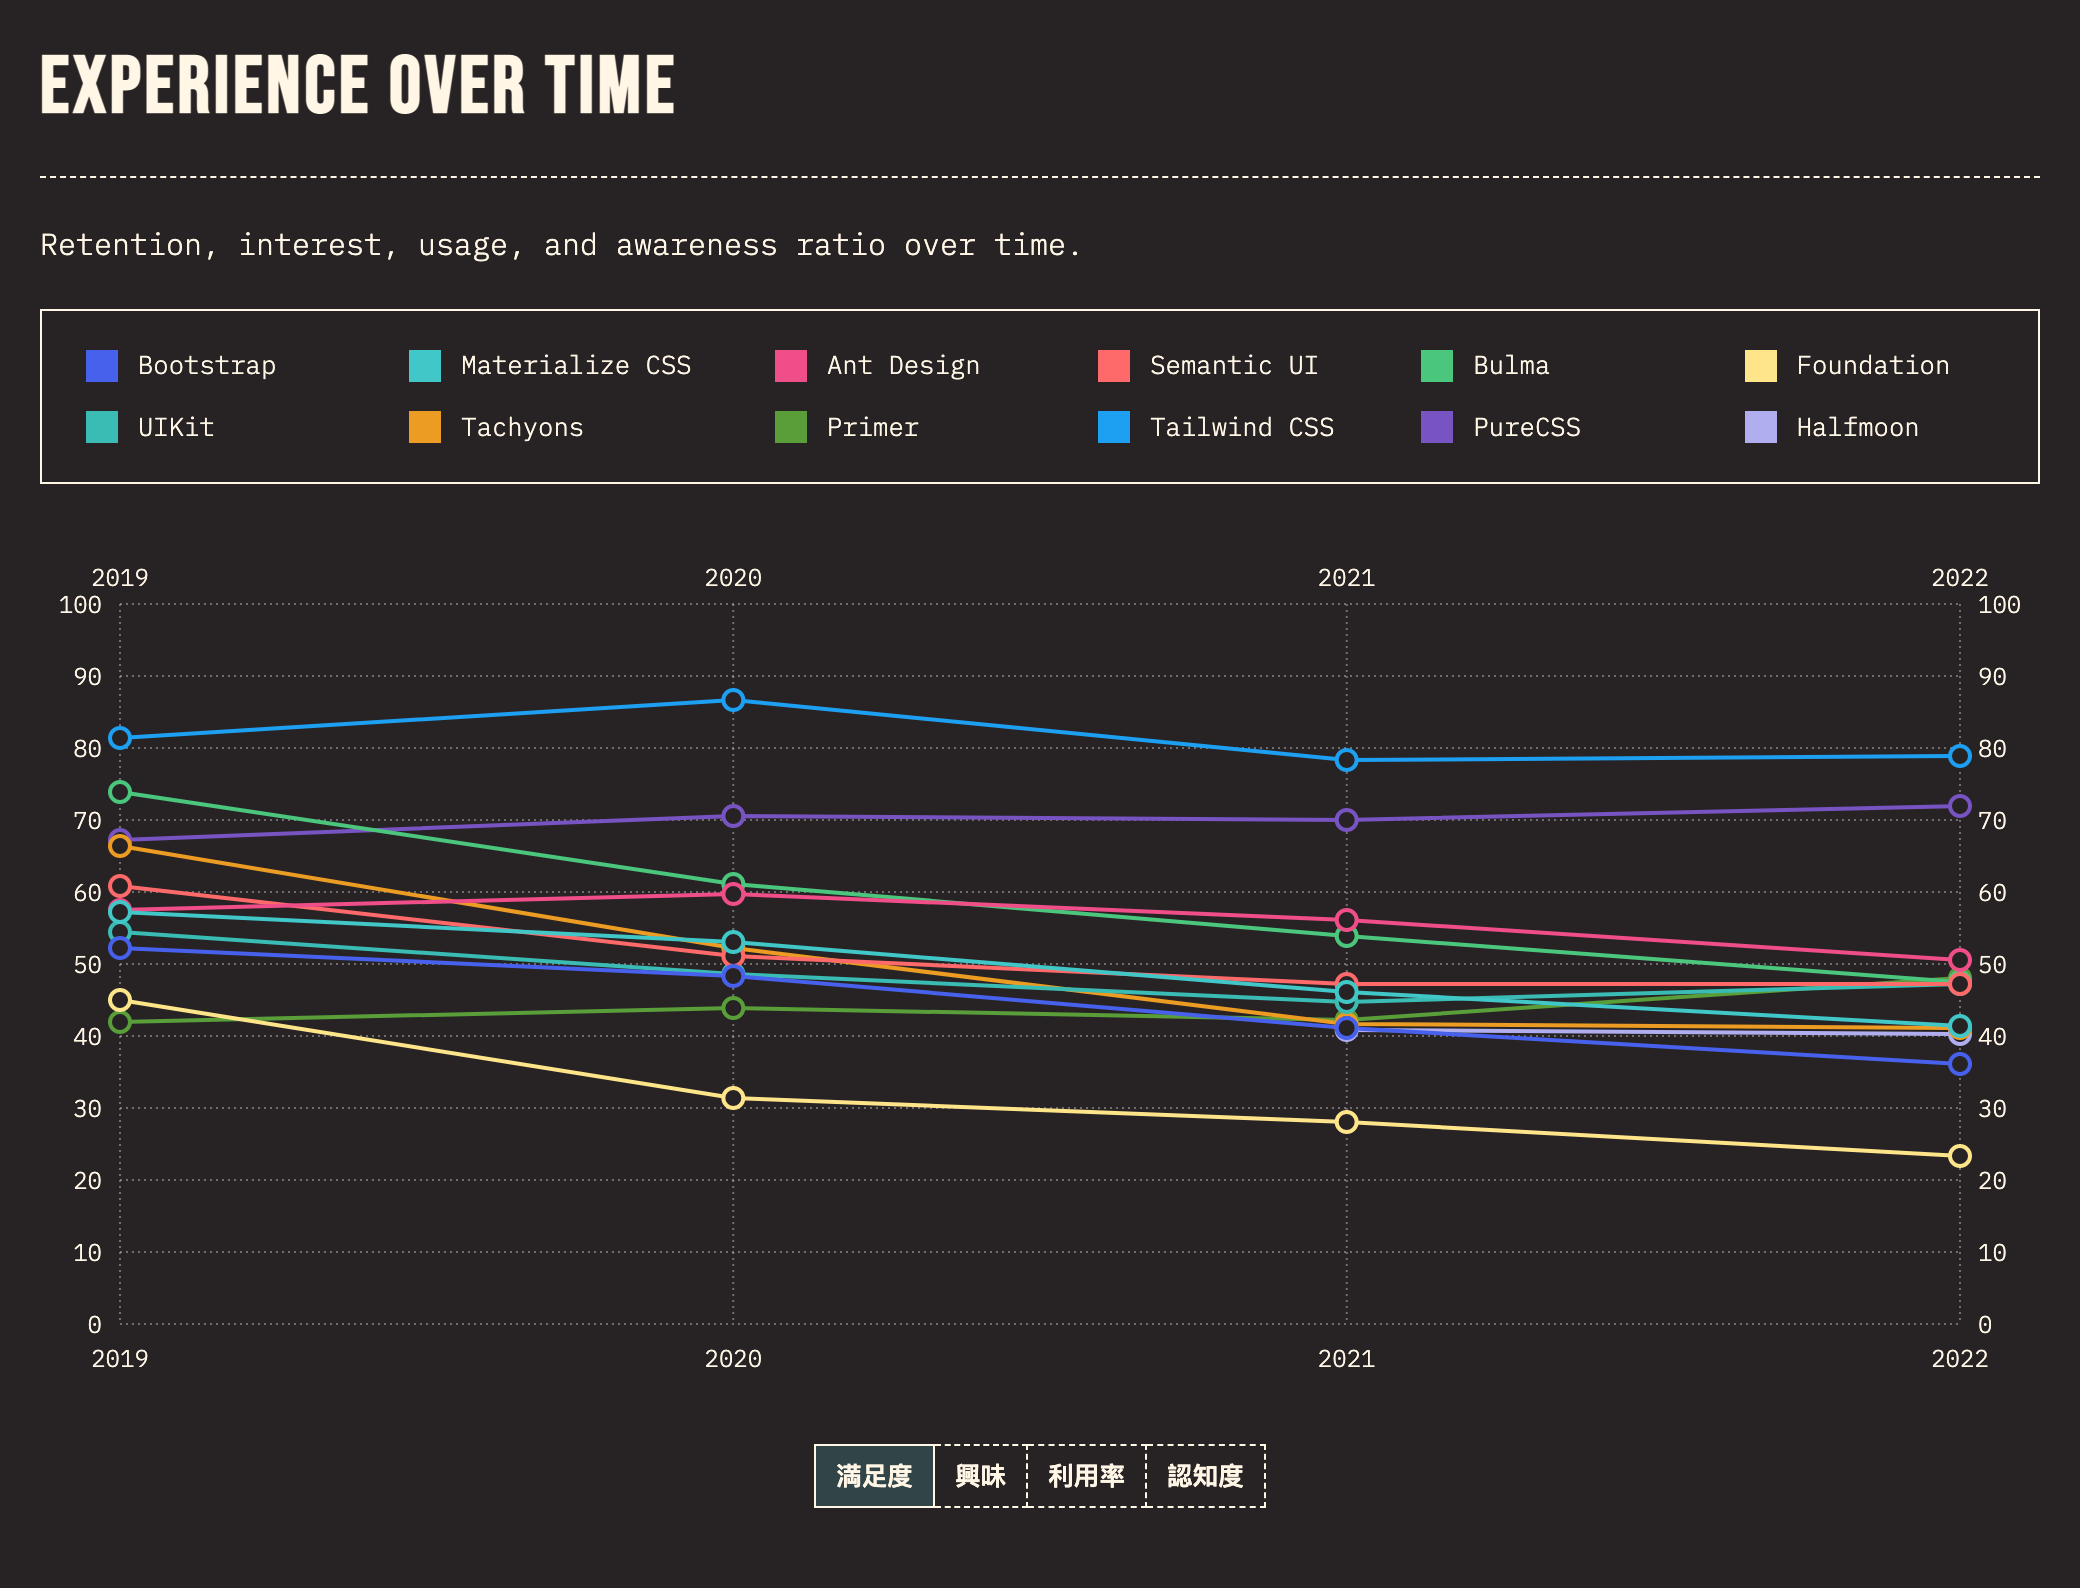 EXPERIENCE OVER TIME
Retention, interest, usage, and awareness ratio over time.
Bootstrap Materialize CSS Ant Design Semantic UI Bulma Foundation
UIKit Tachyons Primer Tailwind CSS PureCSS Halfmoon
2019 2020 2021 2022
100 100
90 90
80 80
70 70
60 60
50 50
40 40
30 30
20 20
10 10
0 0
2019 2020 2021 2022
満足度 興味 利用率 認知度